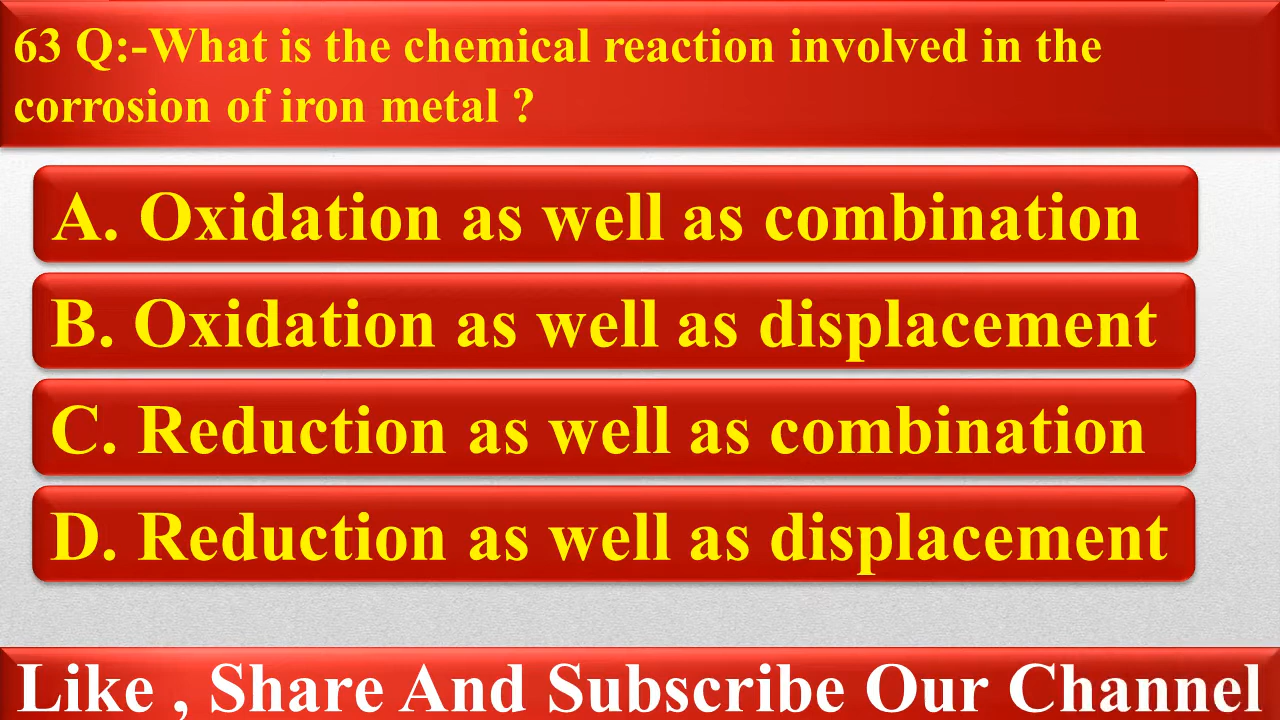 63 Q:-What is the chemical reaction involved in the
corrosion of iron metal ?
A. Oxidation as well as combination
B. Oxidation as well as displacement
C. Reduction as well as combination
D. Reduction as well as displacement
Like , Share And Subscribe Our Channel